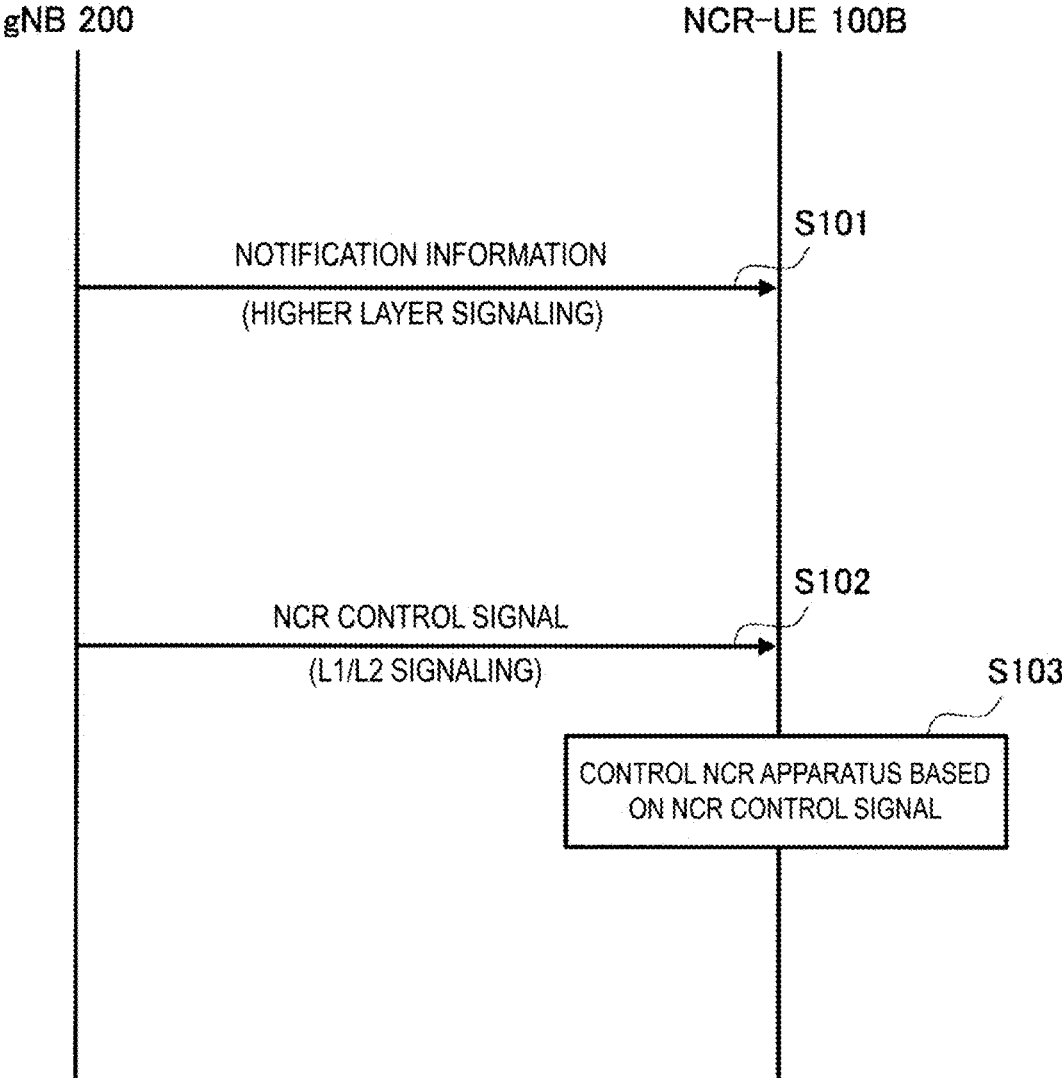 gNB 200
NCR-UE 100B
S101
NOTIFICATION INFORMATION
(HIGHER LAYER SIGNALING)
S102
NCR CONTROL SIGNAL
(L1/L2 SIGNALING)
S103
CONTROL NCR APPARATUS BASED
ON NCR CONTROL SIGNAL